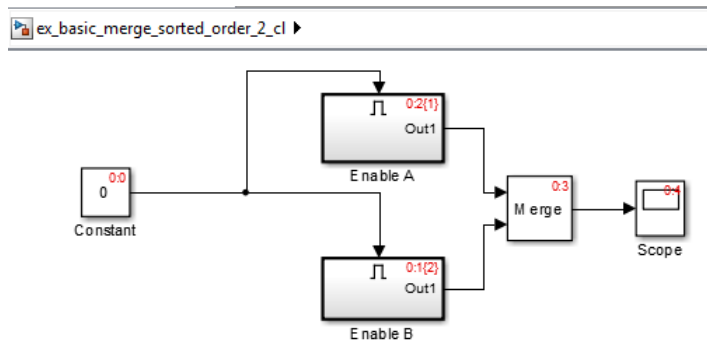 ex_basic_merge_sorted_order_2_cl
0:2{1}
Out1
Enable A
0:0
0
Constant
0:3
Merge
0:4
Scope
0:1{2}
Out1
Enable B